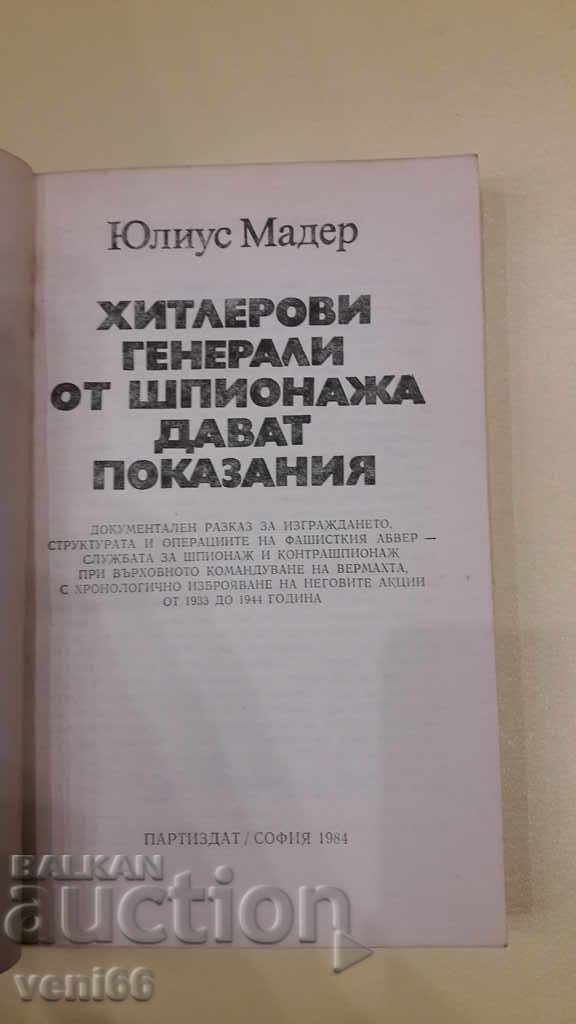 Юлиус Мадер
ХИТЛЕРОВИ
ГЕНЕРАЛИ
ОТ ШПИОНАЖА
ДАВАТ
ПОКАЗАНИЯ
ДОКУМЕНТАЛЕН РАЗКАЗ ЗА ИЗГРАЖДАНЕТО,
СТРУКТУРАТА И ОПЕРАЦИИТЕ НА ФАШИСТКИЯ АБВЕР —
СЛУЖБАТА ЗА ШПИОНАЖ И КОНТРАШПИОНАЖ
ПРИ ВЪРХОВНОТО КОМАНДУВАНЕ НА ВЕРМАХТА,
С ХРОНОЛОГИЧНО ИЗБРОЯВАНЕ НА НЕГОВИТЕ АКЦИИ
ОТ 1933 ДО 1944 ГОДИНА
ПАРТИЗДАТ / СОФИЯ 1984
BALKAN
auction
veni66